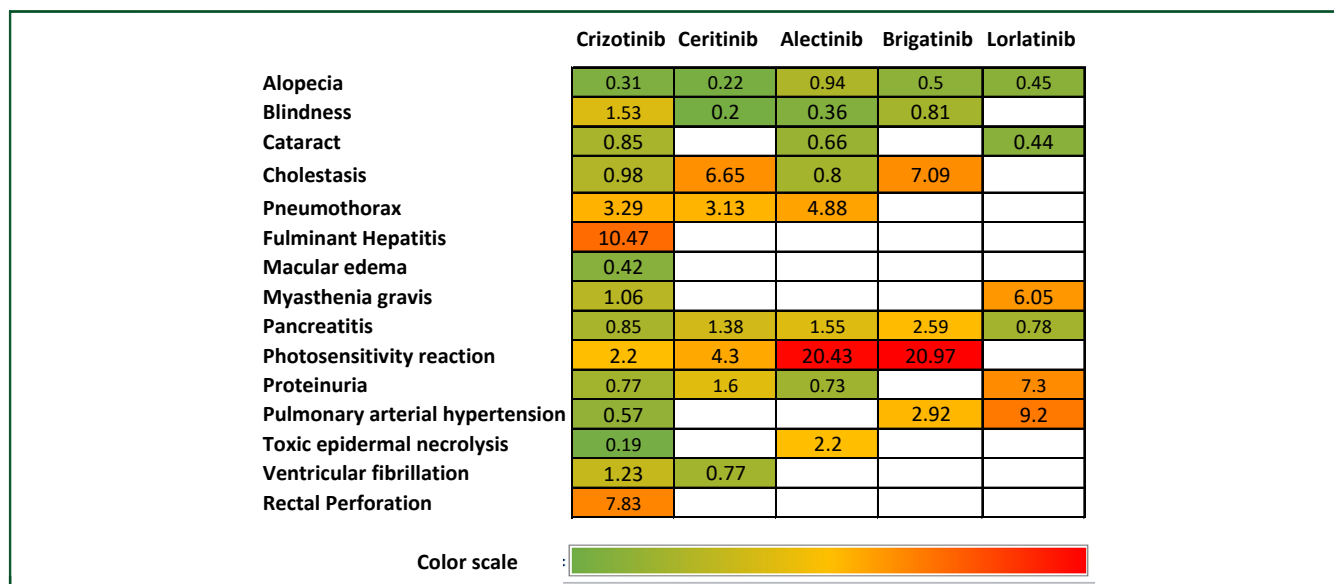 Crizotinib Ceritinib Alectinib Brigatinib Lorlatinib
Alopecia 0.31 0.22 0.94 0.5 0.45
Blindness 1.53 0.2 0.36 0.81
Cataract 0.85 0.66 0.44
Cholestasis 0.98 6.65 0.8 7.09
Pneumothorax 3.29 3.13 4.88
Fulminant Hepatitis 10.47
Macular edema 0.42
Myasthenia gravis 1.06 6.05
Pancreatitis 0.85 1.38 1.55 2.59 0.78
Photosensitivity reaction 2.2 4.3 20.43 20.97
Proteinuria 0.77 1.6 0.73 7.3
Pulmonary arterial hypertension 0.57 2.92 9.2
Toxic epidermal necrolysis 0.19 2.2
Ventricular fibrillation 1.23 0.77
Rectal Perforation 7.83
Color scale :